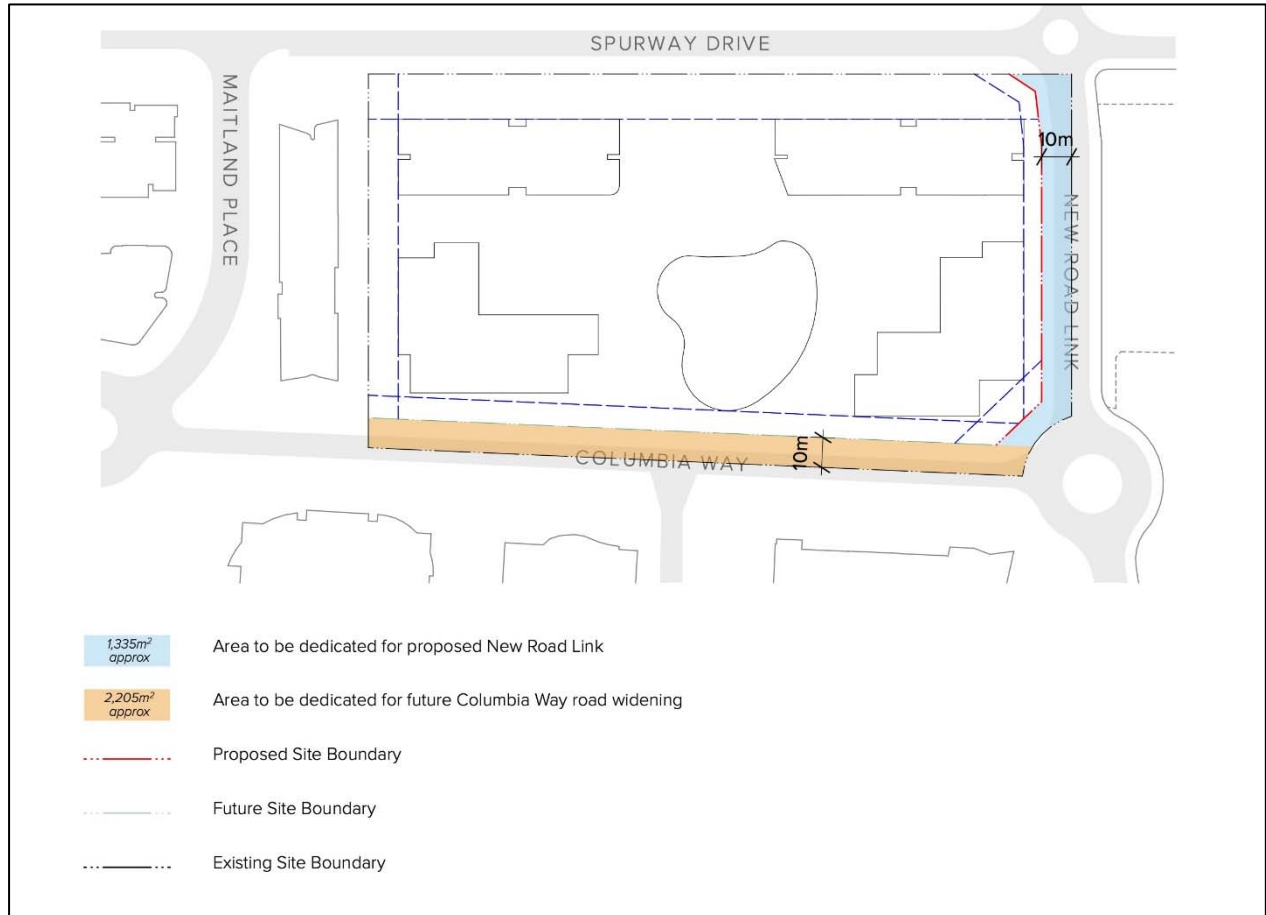 SPURWAY DRIVE
MAITLAND PLACE
10m
NEW ROAD LINK
COLUMBIA WAY
10m
1,335m²
approx
Area to be dedicated for proposed New Road Link
2,205m²
approx
Area to be dedicated for future Columbia Way road widening
Proposed Site Boundary
Future Site Boundary
Existing Site Boundary